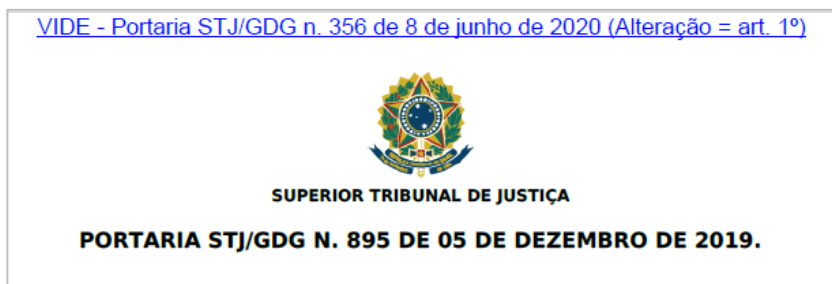 VIDE - Portaria STJ/GDG n. 356 de 8 de junho de 2020 (Alteração = art. 1º)
SUPERIOR TRIBUNAL DE JUSTIÇA
PORTARIA STJ/GDG N. 895 DE 05 DE DEZEMBRO DE 2019.